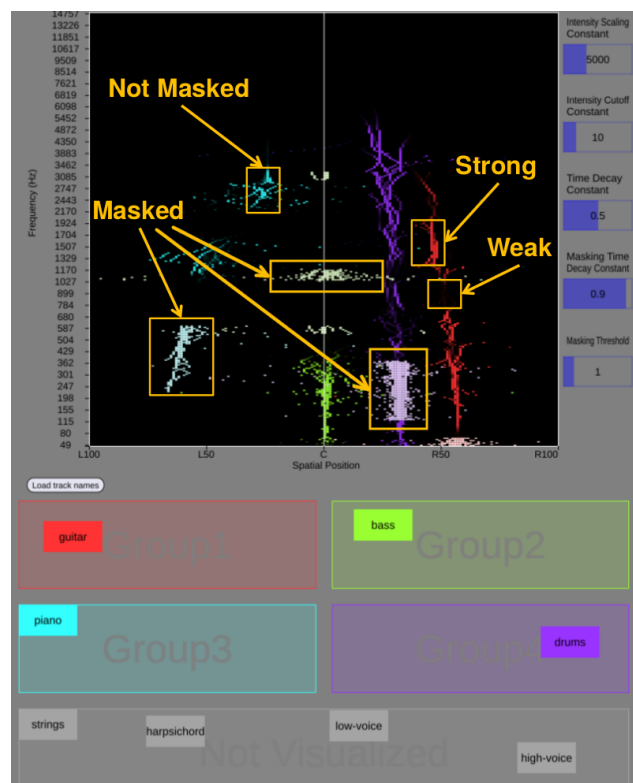 14757
13226
11851
10617
9509
8514
7621
6819
6098
5452
4872
4350
3883
3462
3085
2747
2443
2170
1924
1704
1507
1329
1170
1027
899
784
680
587
504
429
362
301
247
198
155
115
80
49
Frequency (Hz)
L100
L50
C
R50
R100
Spatial Position
Not Masked
Masked
Strong
Weak
Intensity Scaling
Constant
5000
Intensity Cutoff
Constant
10
Time Decay
Constant
0.5
Masking Time
Decay Constant
0.9
Masking Threshold
1
Load track names
guitar
Group1
bass
Group2
piano
Group3
drums
Group4
strings
harpsichord
low-voice
high-voice
Not Visualized